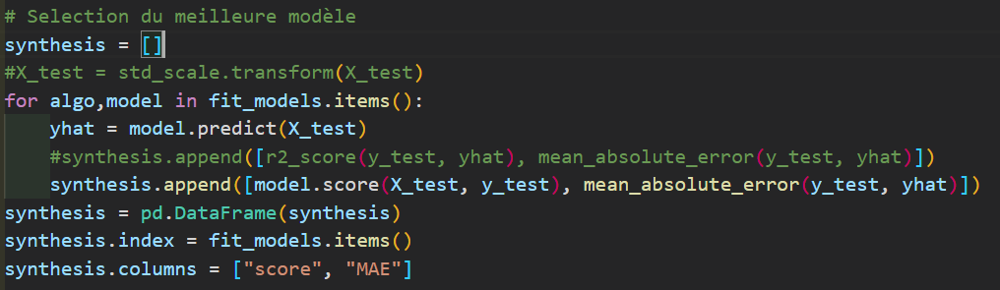 # Selection du meilleure modèle
synthesis = []
#X_test = std_scale.transform(X_test)
for algo,model in fit_models.items():
    yhat = model.predict(X_test)
    #synthesis.append([r2_score(y_test, yhat), mean_absolute_error(y_test, yhat)])
    synthesis.append([model.score(X_test, y_test), mean_absolute_error(y_test, yhat)])
synthesis = pd.DataFrame(synthesis)
synthesis.index = fit_models.items()
synthesis.columns = ["score", "MAE"]